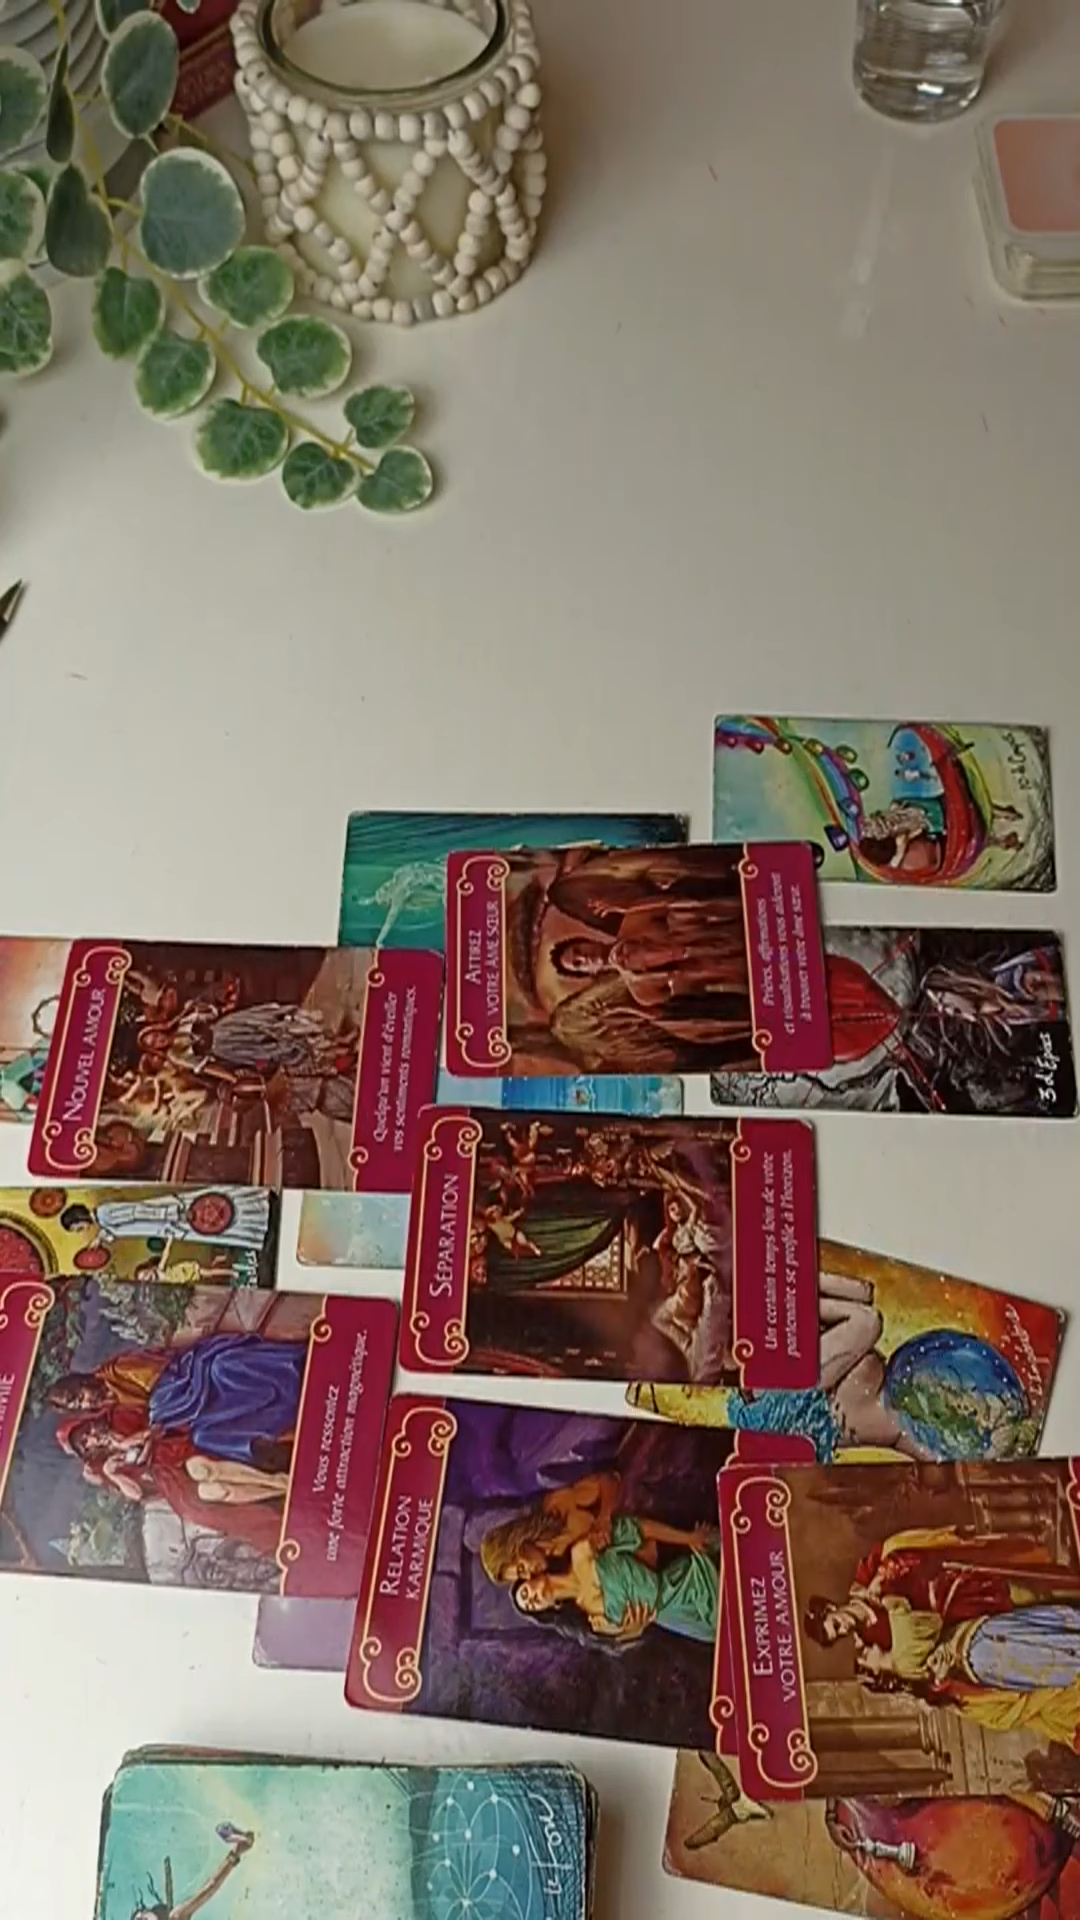 10 de Coupes
ATTIREZ
VOTRE ÂME SŒUR
Prières, affirmations
et visualisations vous aideront
à trouver votre âme sœur.
3 d'Épées
NOUVEL AMOUR
Quelqu'un vient d'éveiller
vos sentiments romantiques.
SÉPARATION
Un certain temps loin de votre
partenaire se profile à l'horizon.
Vous ressentez
une forte attraction magnétique.
RELATION
KARMIQUE
EXPRIMEZ
VOTRE AMOUR
le Fou